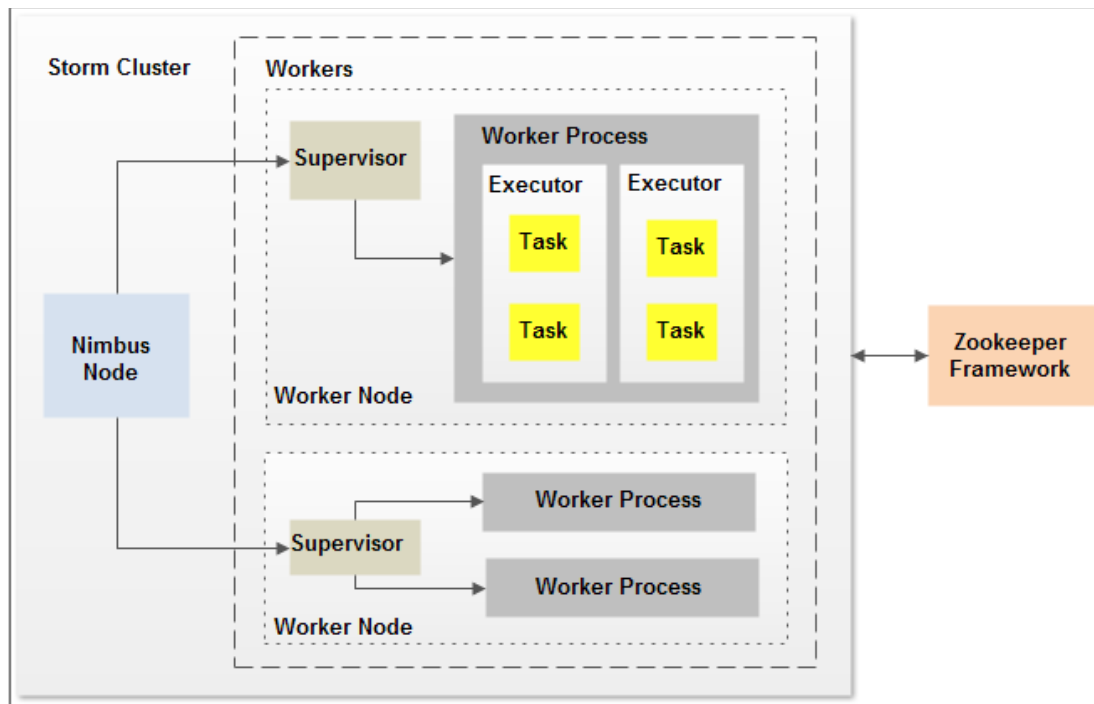 Storm Cluster
Workers
Supervisor
Worker Process
Executor
Executor
Task
Task
Task
Task
Worker Node
Nimbus
Node
Zookeeper
Framework
Supervisor
Worker Process
Worker Process
Worker Node